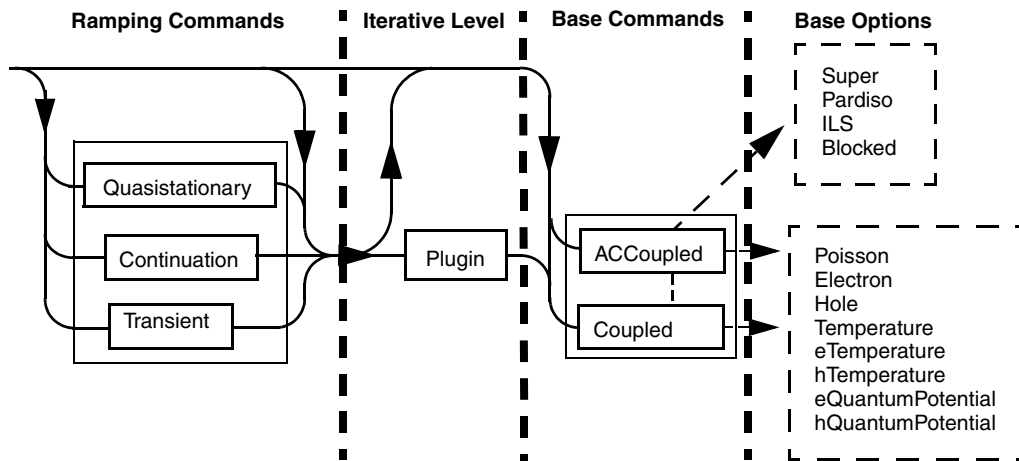 Ramping Commands
Iterative Level
Base Commands
Base Options
Super
Pardiso
ILS
Blocked
Quasistationary
Continuation
Transient
Plugin
ACCoupled
Coupled
Poisson
Electron
Hole
Temperature
eTemperature
hTemperature
eQuantumPotential
hQuantumPotential